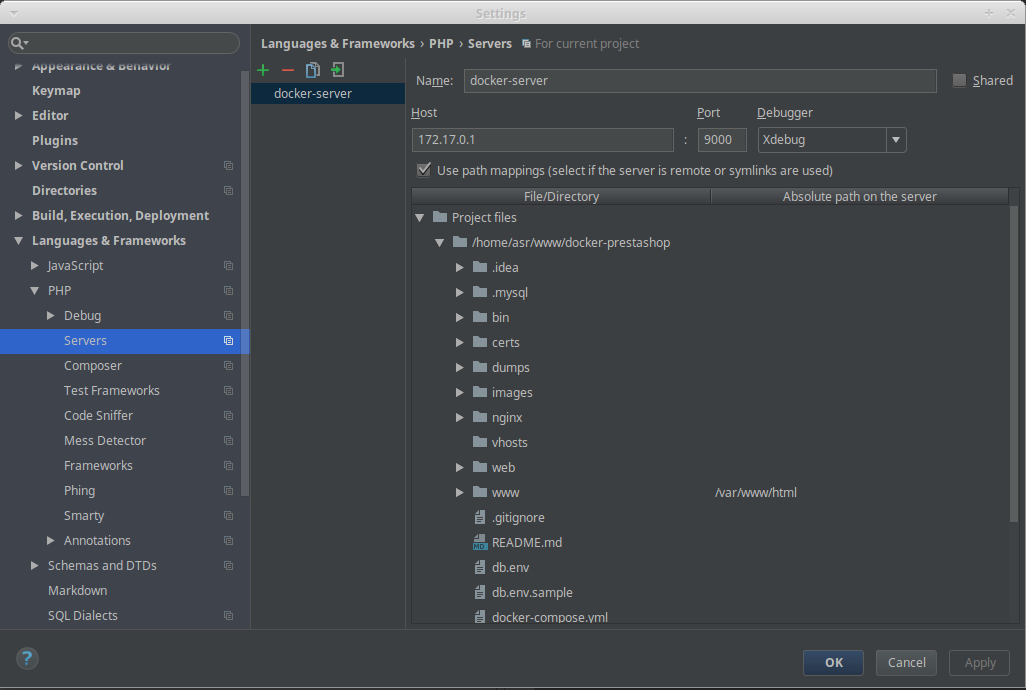 Settings
Appearance & Behavior
Keymap
Editor
Plugins
Version Control
Directories
Build, Execution, Deployment
Languages & Frameworks
JavaScript
PHP
Debug
Servers
Composer
Test Frameworks
Code Sniffer
Mess Detector
Frameworks
Phing
Smarty
Annotations
Schemas and DTDs
Markdown
SQL Dialects
Languages & Frameworks › PHP › Servers For current project
docker-server
Name: docker-server Shared
Host Port Debugger
172.17.0.1 : 9000 Xdebug
Use path mappings (select if the server is remote or symlinks are used)
File/Directory Absolute path on the server
Project files
/home/asr/www/docker-prestashop
.idea
.mysql
bin
certs
dumps
images
nginx
vhosts
web
www /var/www/html
.gitignore
MD README.md
db.env
db.env.sample
docker-compose.yml
? OK Cancel Apply